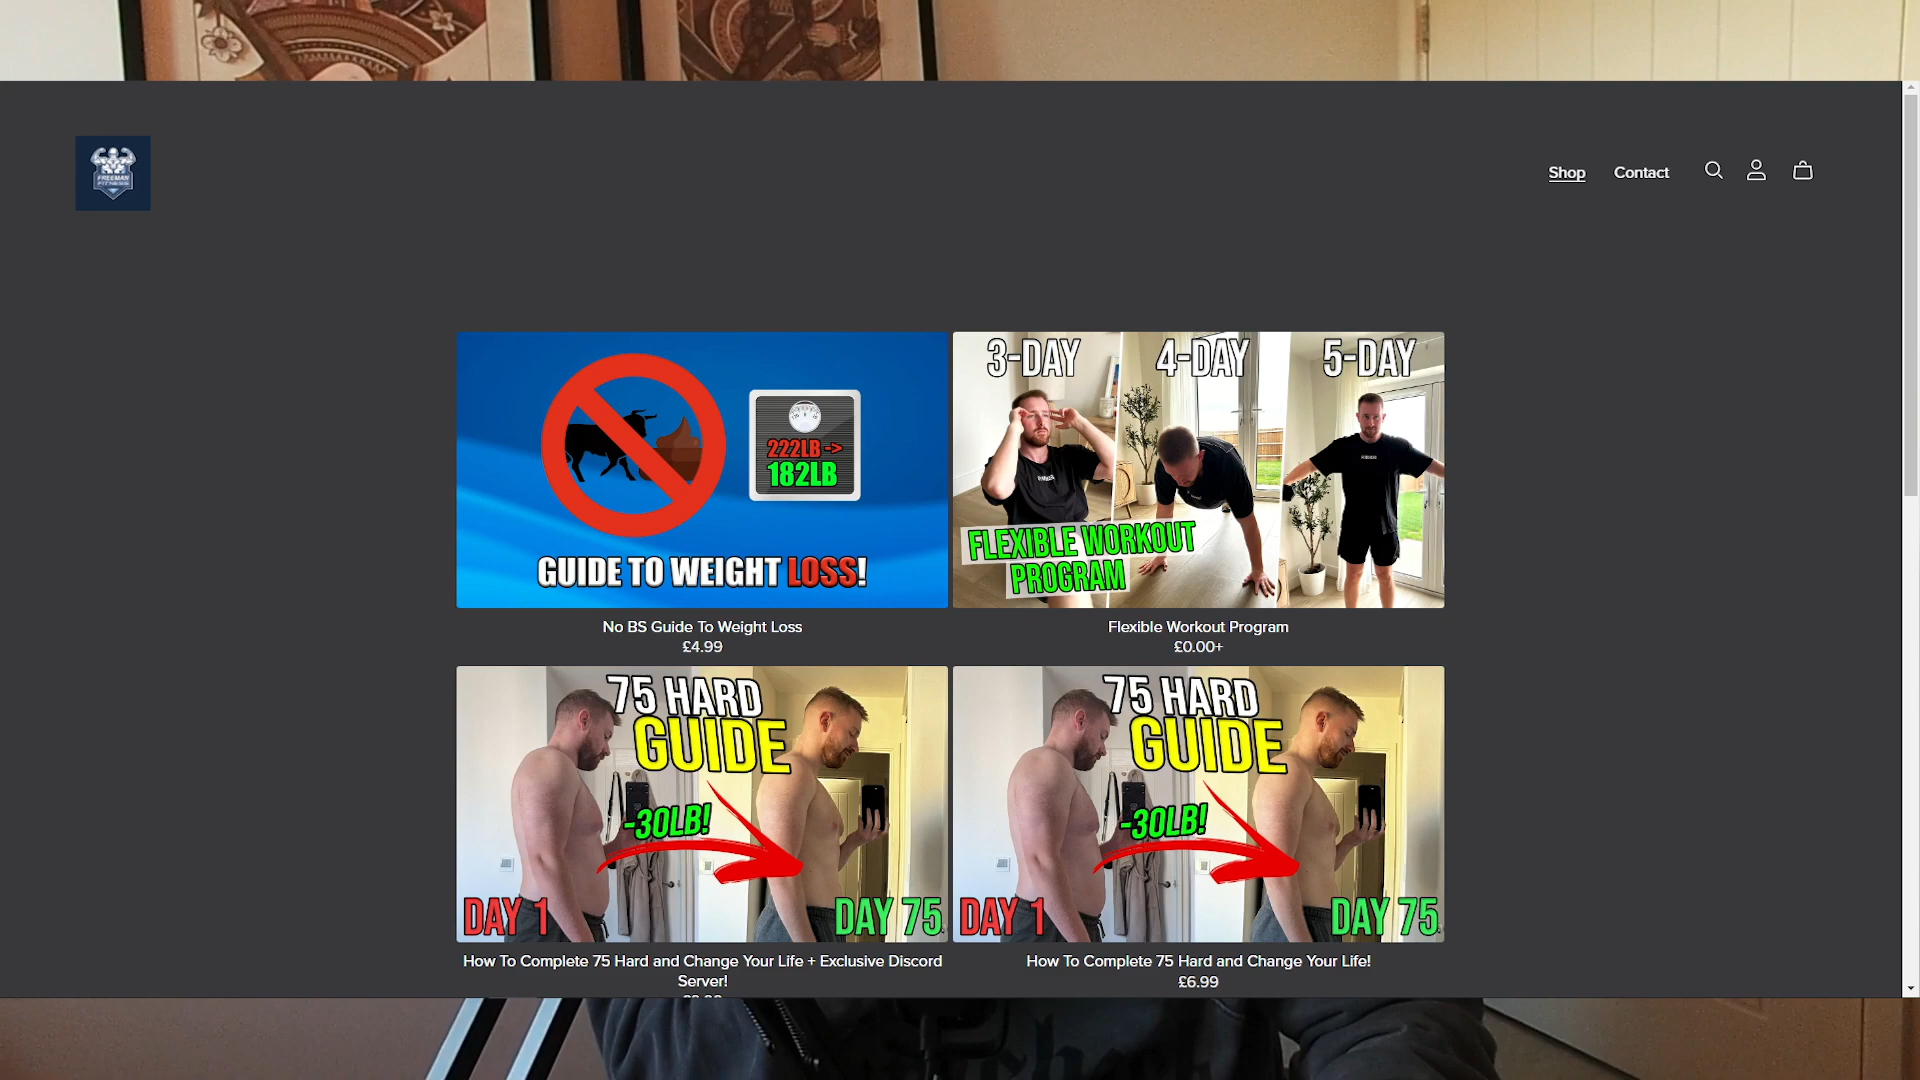 FREEMAN
FITNESS
Shop
Contact
222LB ->
182LB
GUIDE TO WEIGHT LOSS!
3-DAY
4-DAY
5-DAY
FLEXIBLE WORKOUT
PROGRAM
No BS Guide To Weight Loss
£4.99
Flexible Workout Program
£0.00+
75 HARD
GUIDE
-30LB!
DAY 1
DAY 75
75 HARD
GUIDE
-30LB!
DAY 1
DAY 75
How To Complete 75 Hard and Change Your Life + Exclusive Discord
Server!
How To Complete 75 Hard and Change Your Life!
£6.99